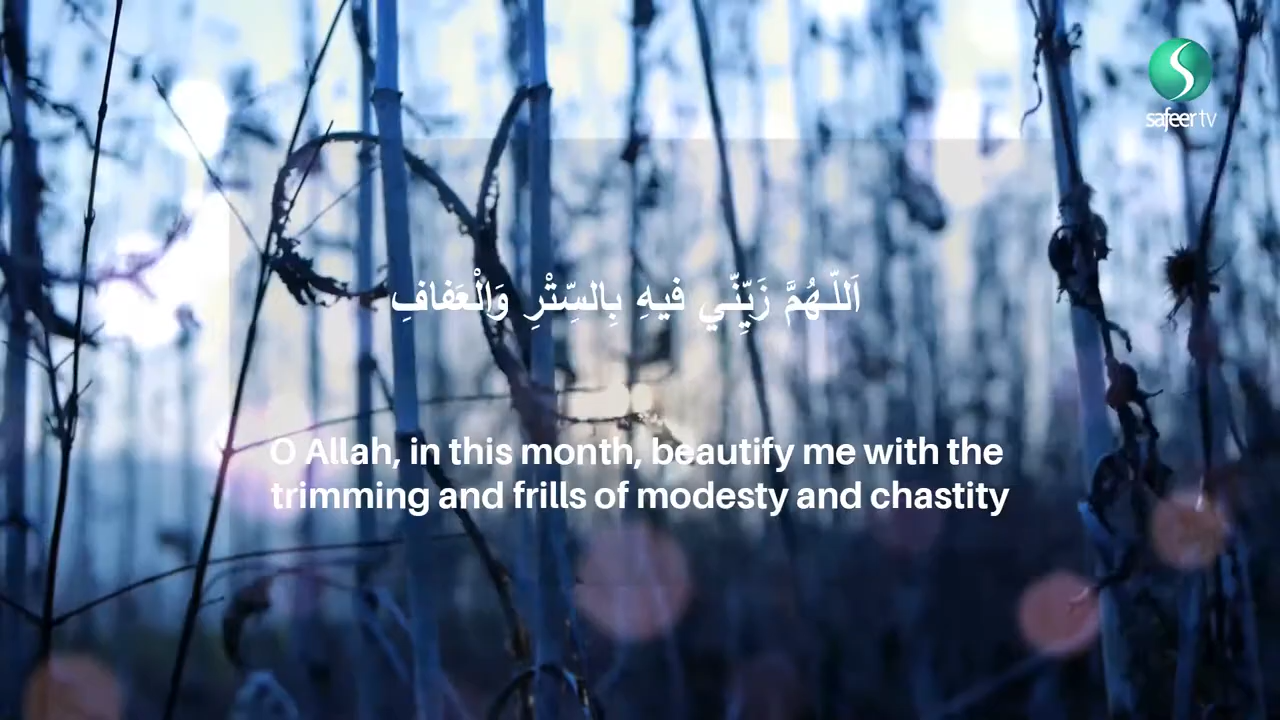 safeer tv
اَللّـهُمَّ زَيِّنّي فيهِ بِالسِّتْرِ وَالْعَفافِ
O Allah, in this month, beautify me with the
trimming and frills of modesty and chastity